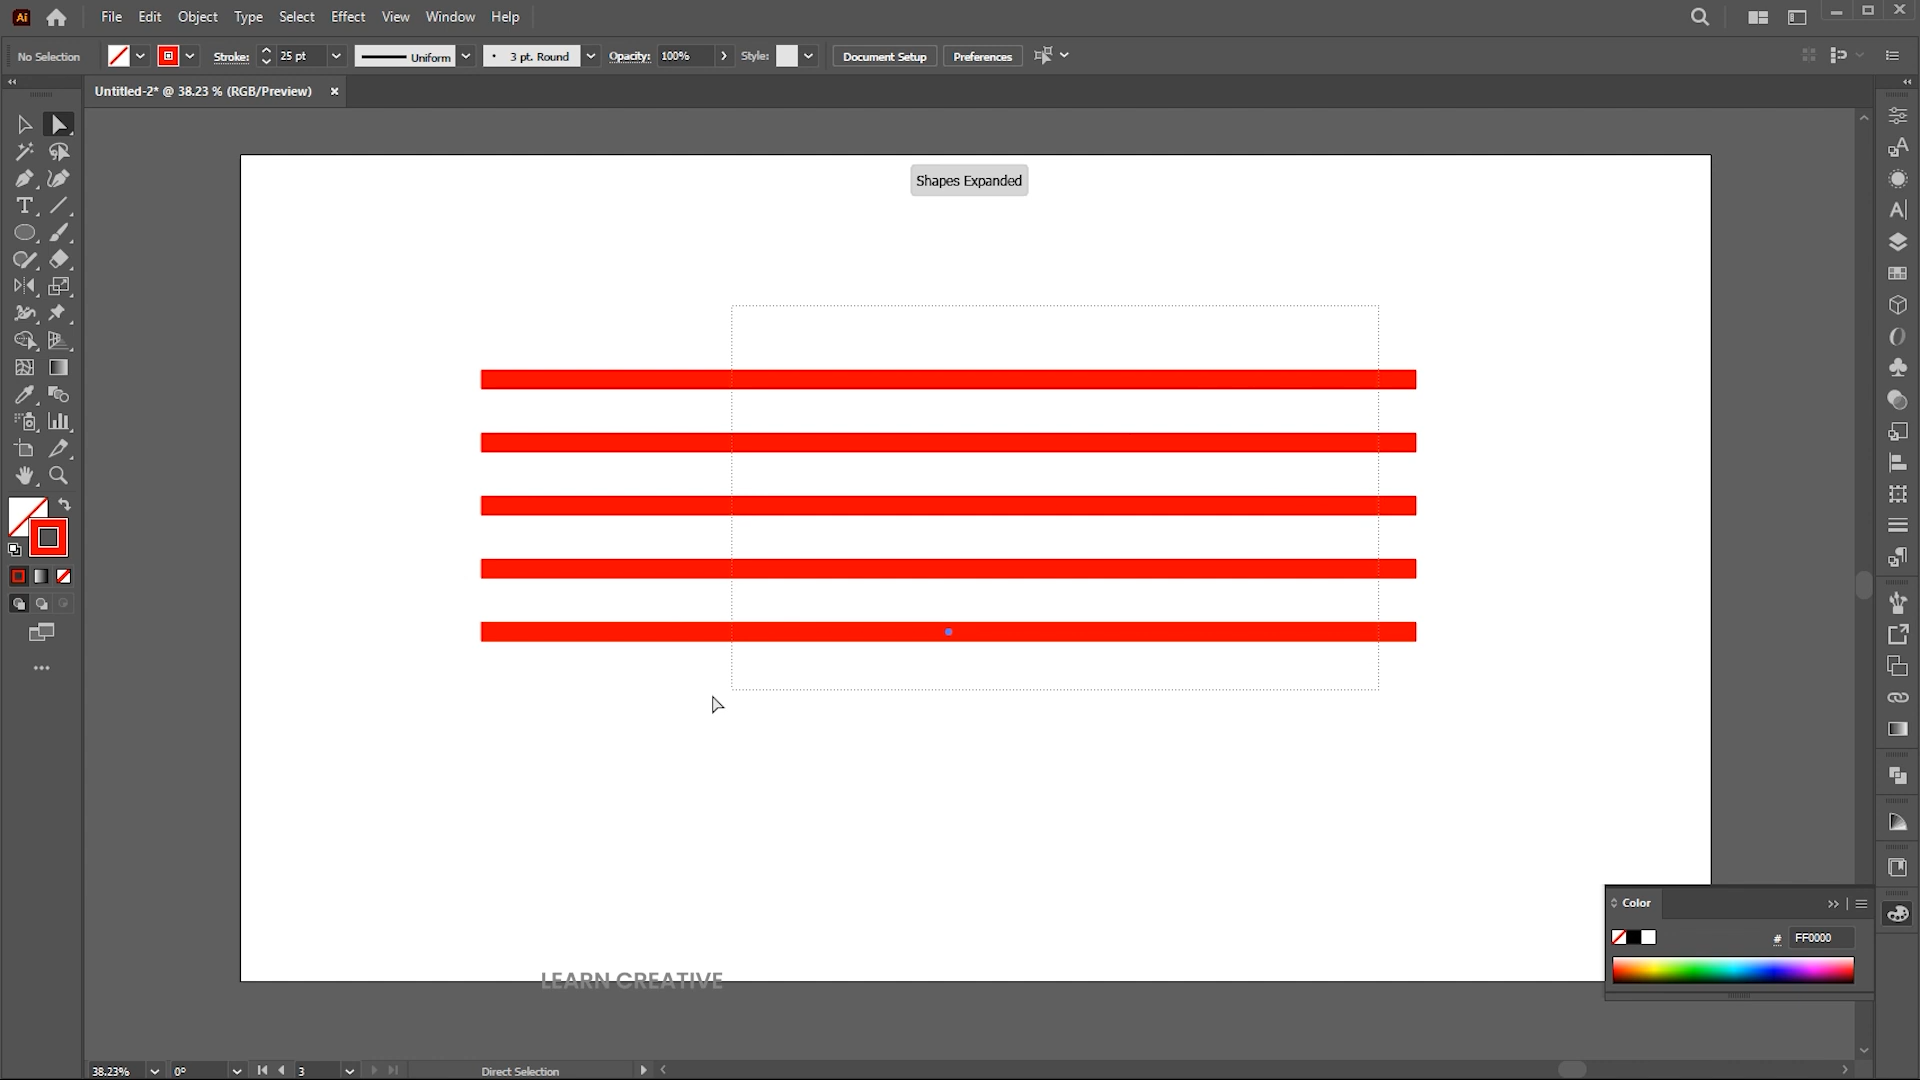 Ai File Edit Object Type Select Effect View Window Help
No Selection Stroke: 25 pt Uniform 3 pt. Round Opacity: 100% Style: Document Setup Preferences
Untitled-2* @ 38.23 % (RGB/Preview)
Shapes Expanded
Color
# FF0000
LEARN CREATIVE
38.23% 0° 3 Direct Selection